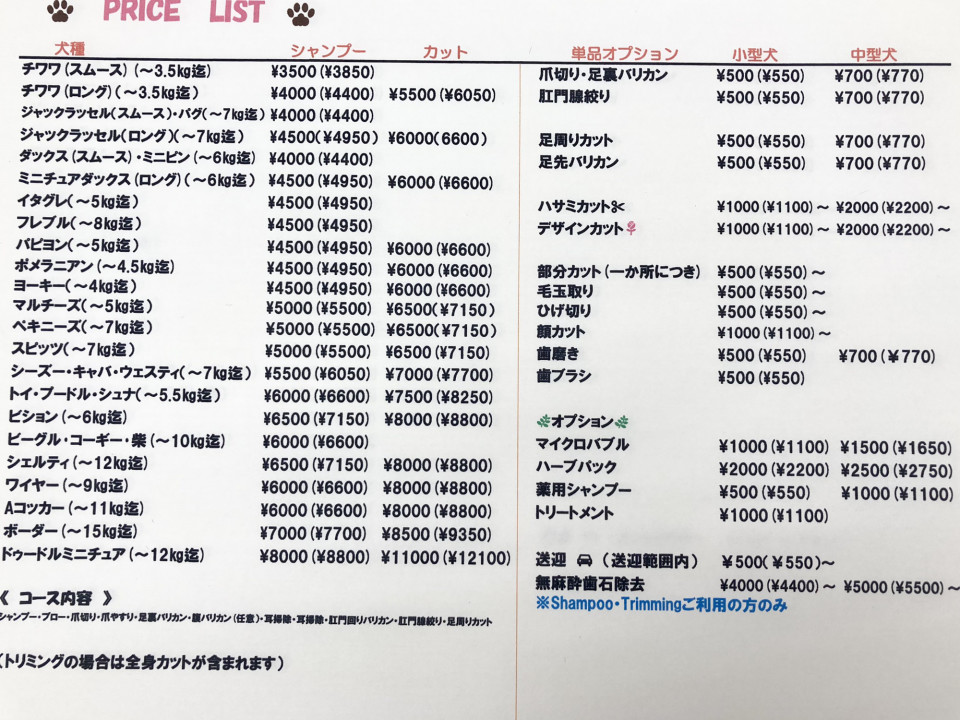 PRICE LIST
犬種 シャンプー カット
チワワ(スムース)(～3.5kg迄) ¥3500(¥3850)
チワワ(ロング)(～3.5kg迄) ¥4000(¥4400) ¥5500(¥6050)
ジャックラッセル(スムース)・パグ(～7kg迄) ¥4000(¥4400)
ジャックラッセル(ロング)(～7kg迄) ¥4500(¥4950) ¥6000(6600)
ダックス(スムース)・ミニピン(～6kg迄) ¥4000(¥4400)
ミニチュアダックス(ロング)(～6kg迄) ¥4500(¥4950) ¥6000(¥6600)
イタグレ(～5kg迄) ¥4500(¥4950)
フレブル(～8kg迄) ¥4500(¥4950)
パピヨン(～5kg迄) ¥4500(¥4950) ¥6000(¥6600)
ポメラニアン(～4.5kg迄) ¥4500(¥4950) ¥6000(¥6600)
ヨーキー(～4kg迄) ¥4500(¥4950) ¥6000(¥6600)
マルチーズ(～5kg迄) ¥5000(¥5500) ¥6500(¥7150)
ペキニーズ(～7kg迄) ¥5000(¥5500) ¥6500(¥7150)
スピッツ(～7kg迄) ¥5000(¥5500) ¥6500(¥7150)
シーズー・キャバ・ウェスティ(～7kg迄) ¥5500(¥6050) ¥7000(¥7700)
トイ・プードル・シュナ(～5.5kg迄) ¥6000(¥6600) ¥7500(¥8250)
ビション(～6kg迄) ¥6500(¥7150) ¥8000(¥8800)
ビーグル・コーギー・柴(～10kg迄) ¥6000(¥6600)
シェルティ(～12kg迄) ¥6500(¥7150) ¥8000(¥8800)
ワイヤー(～9kg迄) ¥6000(¥6600) ¥8000(¥8800)
Aコッカー(～11kg迄) ¥6000(¥6600) ¥8000(¥8800)
ボーダー(～15kg迄) ¥7000(¥7700) ¥8500(¥9350)
ドゥードルミニチュア(～12kg迄) ¥8000(¥8800) ¥11000(¥12100)
《 コース内容 》
シャンプー・ブロー・爪切り・爪やすり・足裏バリカン・腹バリカン(任意)・耳掃除・耳掃除・肛門回りバリカン・肛門腺絞り・足周りカット
(トリミングの場合は全身カットが含まれます)
単品オプション 小型犬 中型犬
爪切り・足裏バリカン ¥500(¥550) ¥700(¥770)
肛門腺絞り ¥500(¥550) ¥700(¥770)
足周りカット ¥500(¥550) ¥700(¥770)
足先バリカン ¥500(¥550) ¥700(¥770)
ハサミカット✂ ¥1000(¥1100)～ ¥2000(¥2200)～
デザインカット🌹 ¥1000(¥1100)～ ¥2000(¥2200)～
部分カット(一か所につき) ¥500(¥550)～
毛玉取り ¥500(¥550)～
ひげ切り ¥500(¥550)～
顔カット ¥1000(¥1100)～
歯磨き ¥500(¥550) ¥700(¥770)
歯ブラシ ¥500(¥550)
🌿オプション🌿
マイクロバブル ¥1000(¥1100) ¥1500(¥1650)
ハーブパック ¥2000(¥2200) ¥2500(¥2750)
薬用シャンプー ¥500(¥550) ¥1000(¥1100)
トリートメント ¥1000(¥1100)
送迎 🚘 (送迎範囲内) ¥500(¥550)～
無麻酔歯石除去 ¥4000(¥4400)～ ¥5000(¥5500)～
※Shampoo・Trimmingご利用の方のみ